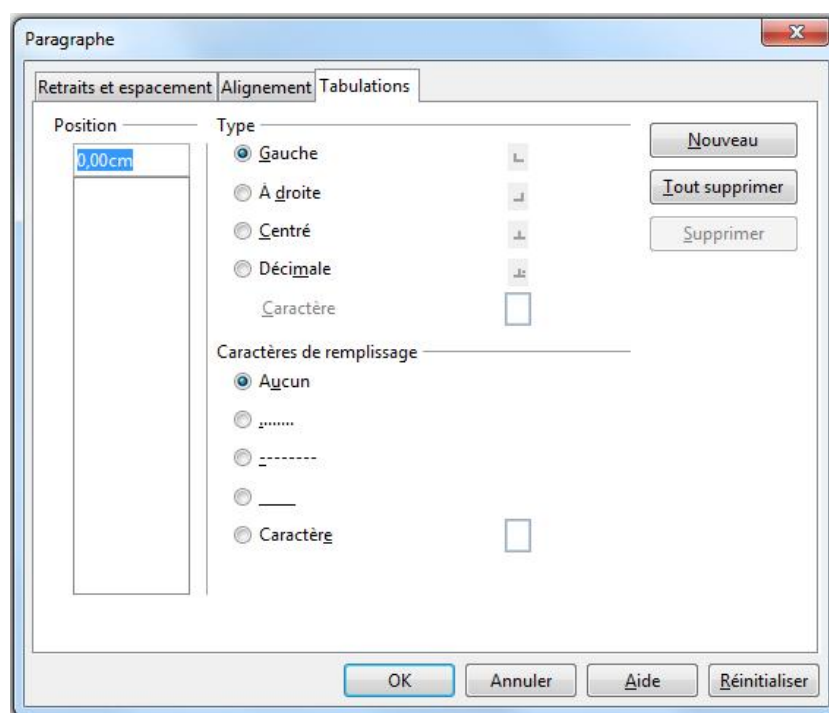 Paragraphe
Retraits et espacement Alignement Tabulations
Position
0,00cm
Type
Gauche
À droite
Centré
Décimale
Caractère
Caractères de remplissage
Aucun
........
--------
____
Caractère
Nouveau
Tout supprimer
Supprimer
OK Annuler Aide Réinitialiser